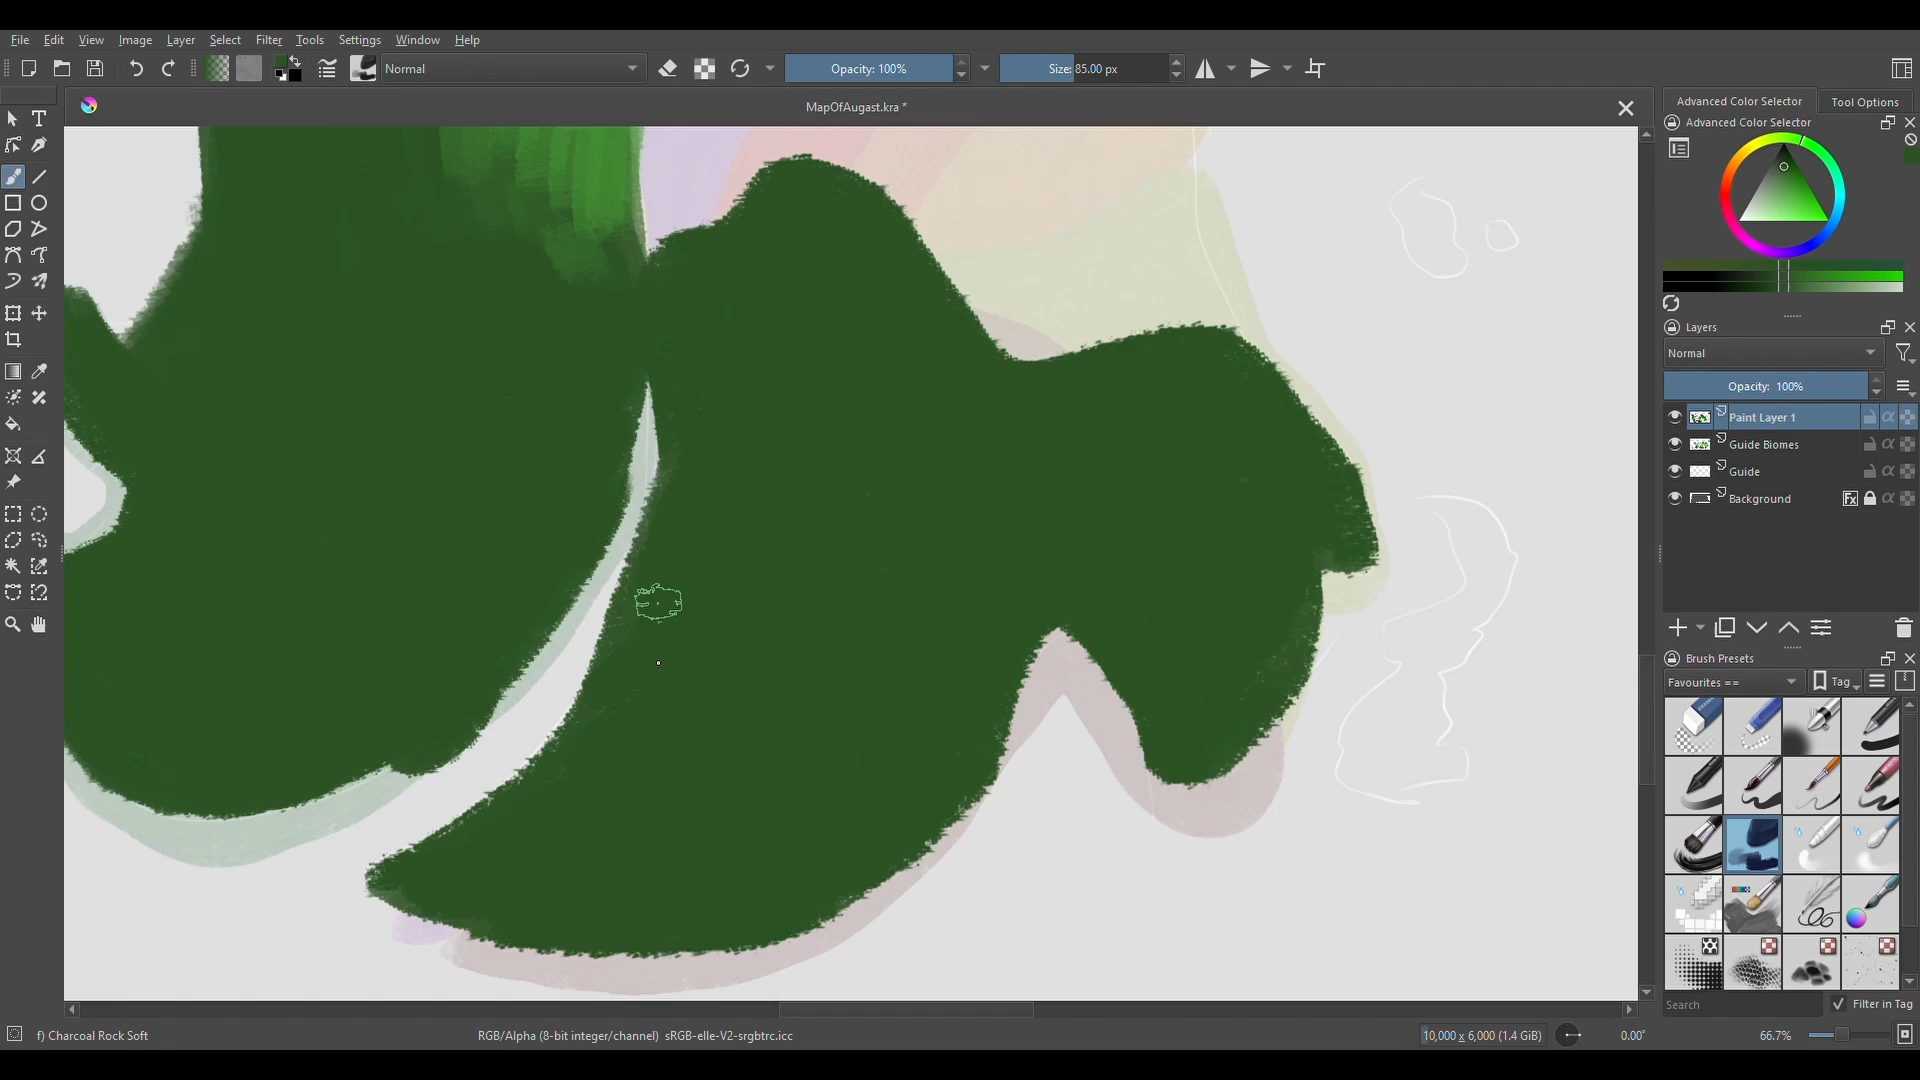 File Edit View Image Layer Select Filter Tools Settings Window Help
Normal
Opacity: 100%
Size: 85.00 px
MapOfAugast.kra *
Advanced Color Selector
Tool Options
Advanced Color Selector
Layers
Normal
Opacity: 100%
Paint Layer 1
Guide Biomes
Guide
Background
Brush Presets
Favourites ==
Tag
Search
Filter in Tag
f) Charcoal Rock Soft
RGB/Alpha (8-bit integer/channel) sRGB-elle-V2-srgbtrc.icc
10,000 x 6,000 (1.4 GiB)
0.00°
66.7%